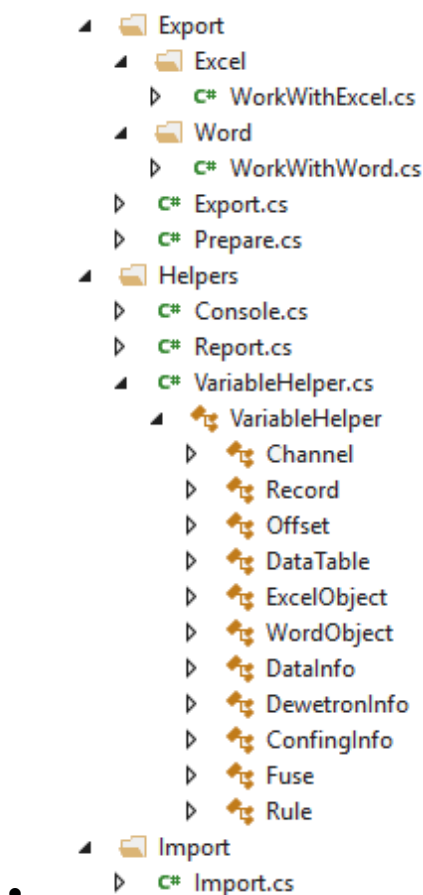 Export
Excel
C# WorkWithExcel.cs
Word
C# WorkWithWord.cs
C# Export.cs
C# Prepare.cs
Helpers
C# Console.cs
C# Report.cs
C# VariableHelper.cs
VariableHelper
Channel
Record
Offset
DataTable
ExcelObject
WordObject
DataInfo
DewetronInfo
ConfingInfo
Fuse
Rule
Import
C# Import.cs